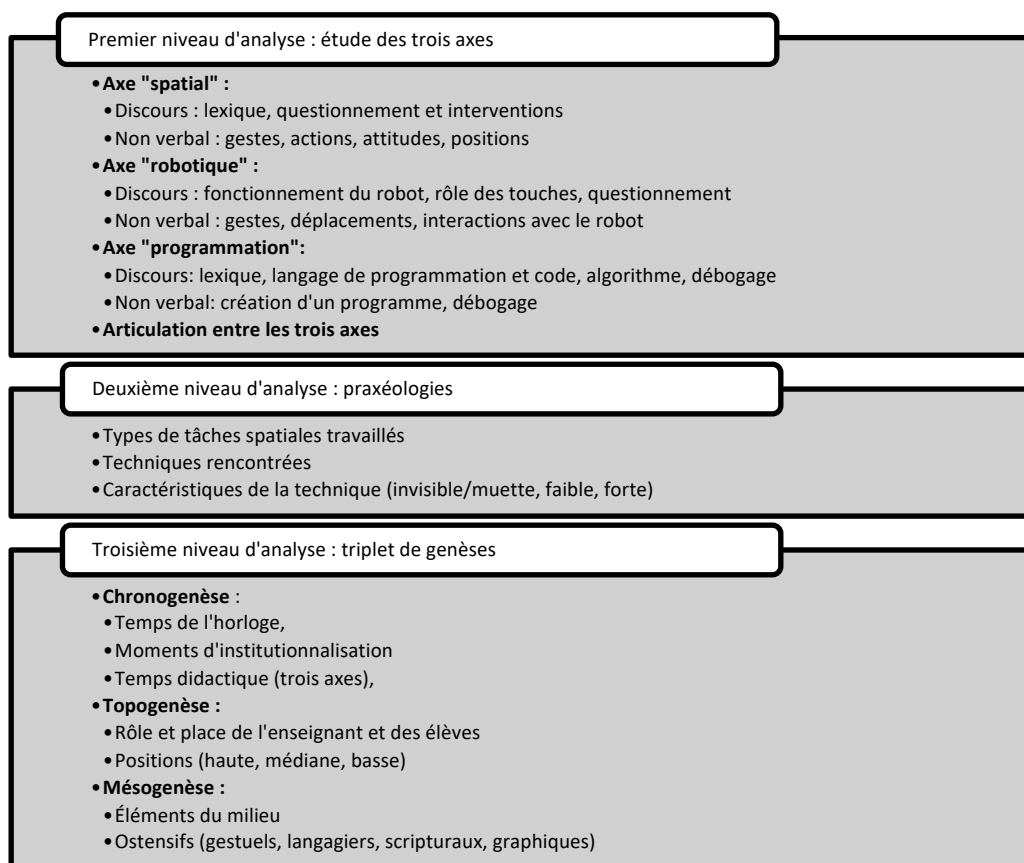 Premier niveau d'analyse : étude des trois axes
•Axe "spatial" :
•Discours : lexique, questionnement et interventions
•Non verbal : gestes, actions, attitudes, positions
•Axe "robotique" :
•Discours : fonctionnement du robot, rôle des touches, questionnement
•Non verbal : gestes, déplacements, interactions avec le robot
•Axe "programmation":
•Discours: lexique, langage de programmation et code, algorithme, débogage
•Non verbal: création d'un programme, débogage
•Articulation entre les trois axes
Deuxième niveau d'analyse : praxéologies
•Types de tâches spatiales travaillés
•Techniques rencontrées
•Caractéristiques de la technique (invisible/muette, faible, forte)
Troisième niveau d'analyse : triplet de genèses
•Chronogenèse :
•Temps de l'horloge,
•Moments d'institutionnalisation
•Temps didactique (trois axes),
•Topogenèse :
•Rôle et place de l'enseignant et des élèves
•Positions (haute, médiane, basse)
•Mésogenèse :
•Éléments du milieu
•Ostensifs (gestuels, langagiers, scripturaux, graphiques)